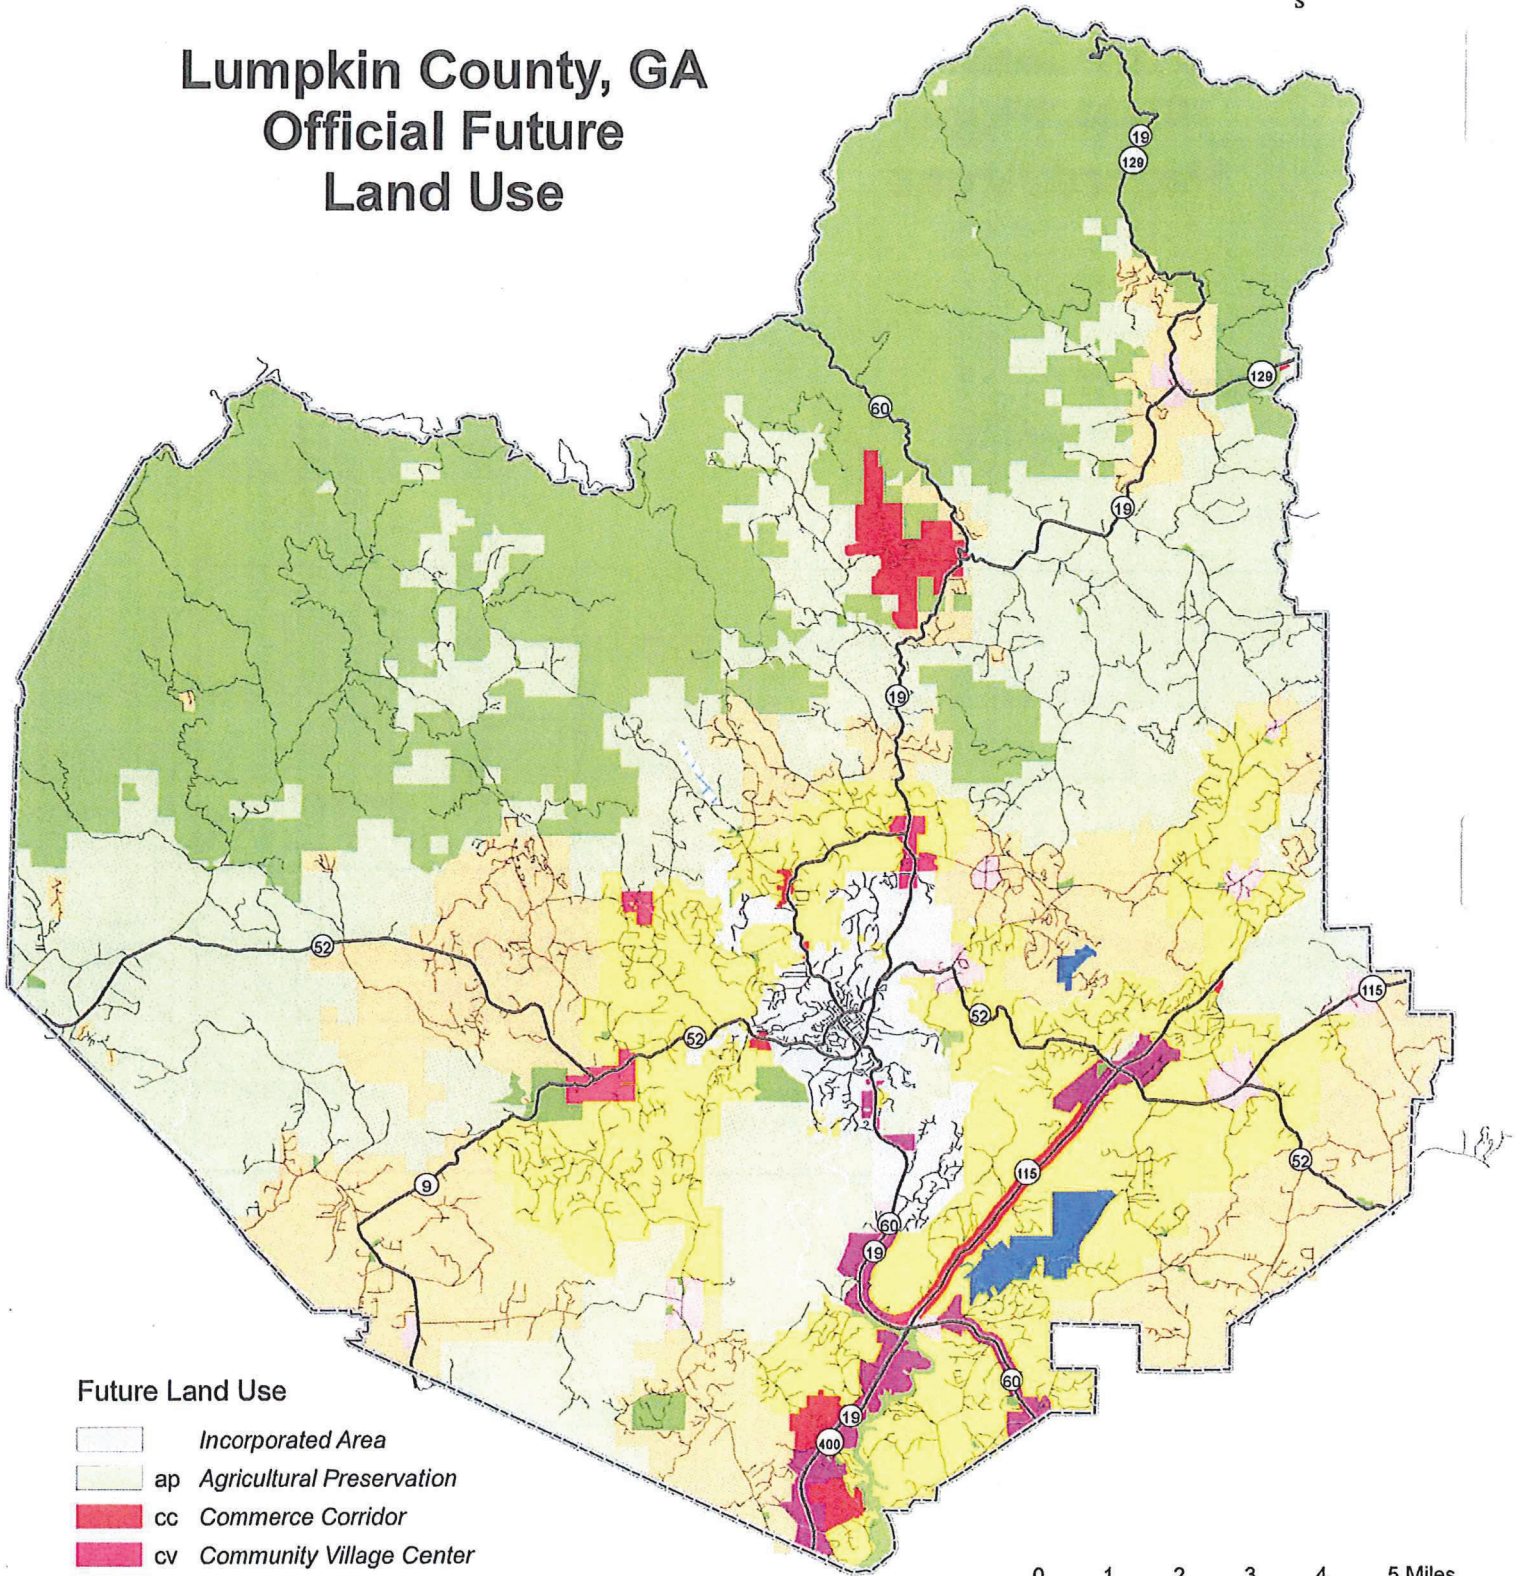 S
Lumpkin County, GA
Official Future
Land Use
19
129
129
60
19
19
52
115
52
52
52
9
115
60
19
60
19
400
Future Land Use
Incorporated Area
ap Agricultural Preservation
cc Commerce Corridor
cv Community Village Center
0 1 2 3 4 5 Miles